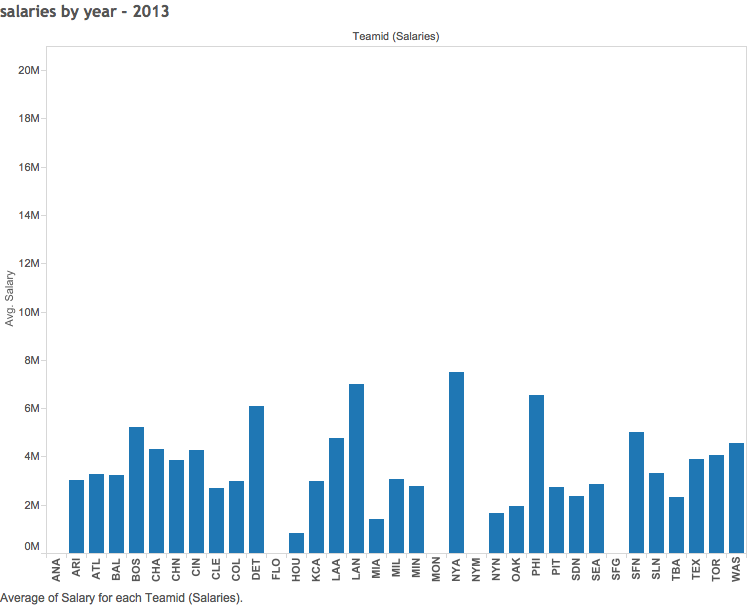 salaries by year - 2013
Teamid (Salaries)
20M
18M
16M
14M
12M
10M
8M
6M
4M
2M
0M
Avg. Salary
ANA
ARI
ATL
BAL
BOS
CHA
CHN
CIN
CLE
COL
DET
FLO
HOU
KCA
LAA
LAN
MIA
MIL
MIN
MON
NYA
NYM
NYN
OAK
PHI
PIT
SDN
SEA
SFG
SFN
SLN
TBA
TEX
TOR
WAS
Average of Salary for each Teamid (Salaries).